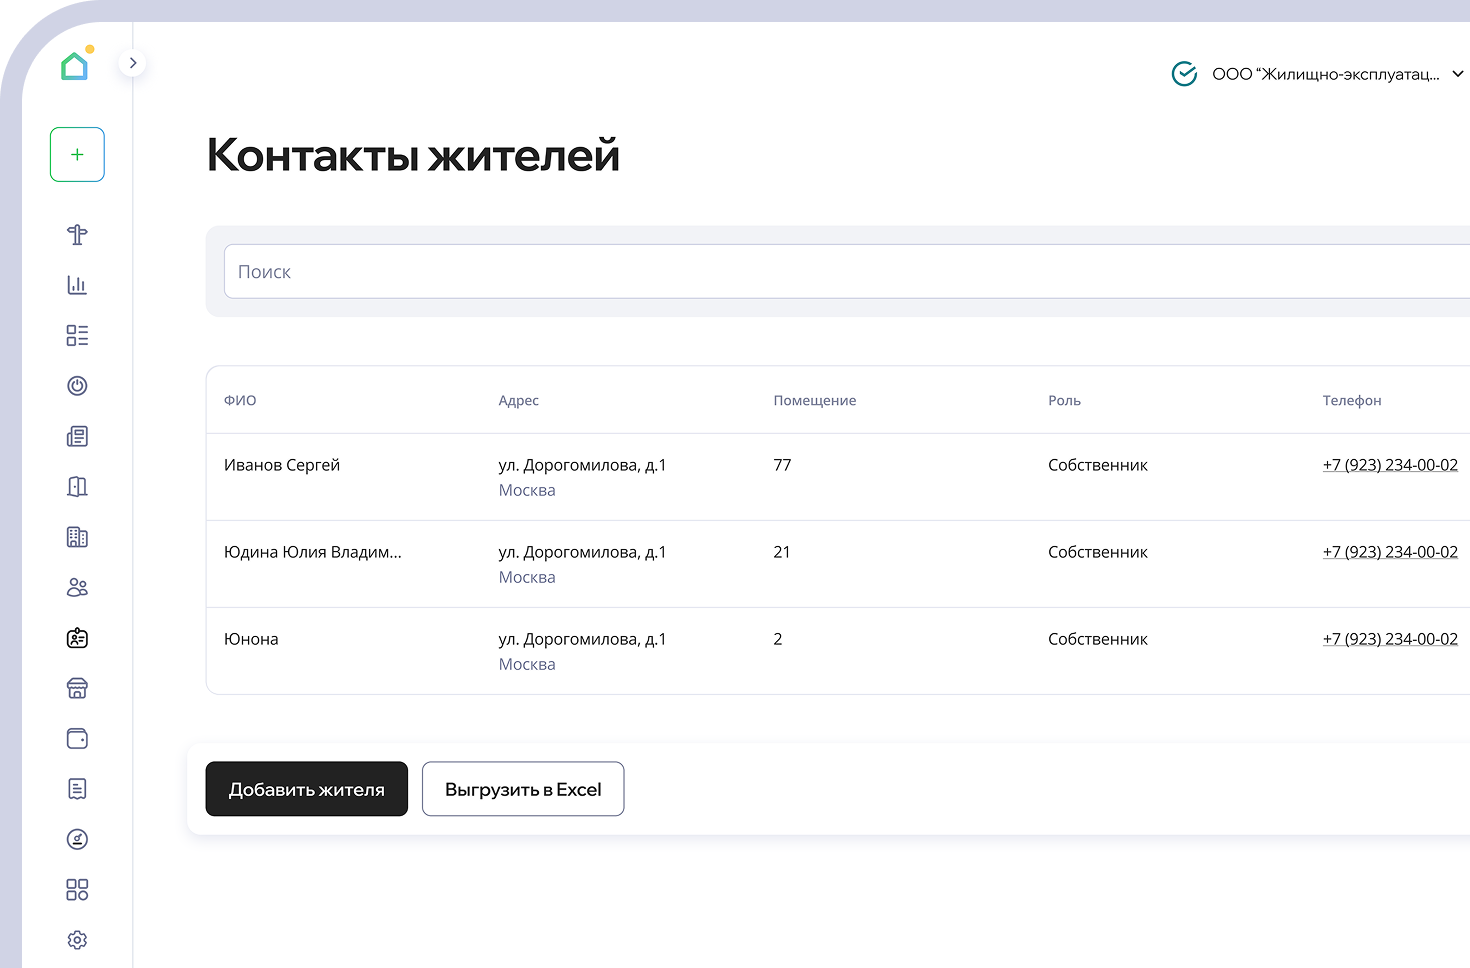 ООО “Жилищно-эксплуатац...
Контакты жителей
Поиск
ФИО Адрес Помещение Роль Телефон
Иванов Сергей ул. Дорогомилова, д.1 77 Собственник +7 (923) 234-00-02
Москва
Юдина Юлия Владим... ул. Дорогомилова, д.1 21 Собственник +7 (923) 234-00-02
Москва
Юнона ул. Дорогомилова, д.1 2 Собственник +7 (923) 234-00-02
Москва
Добавить жителя Выгрузить в Excel